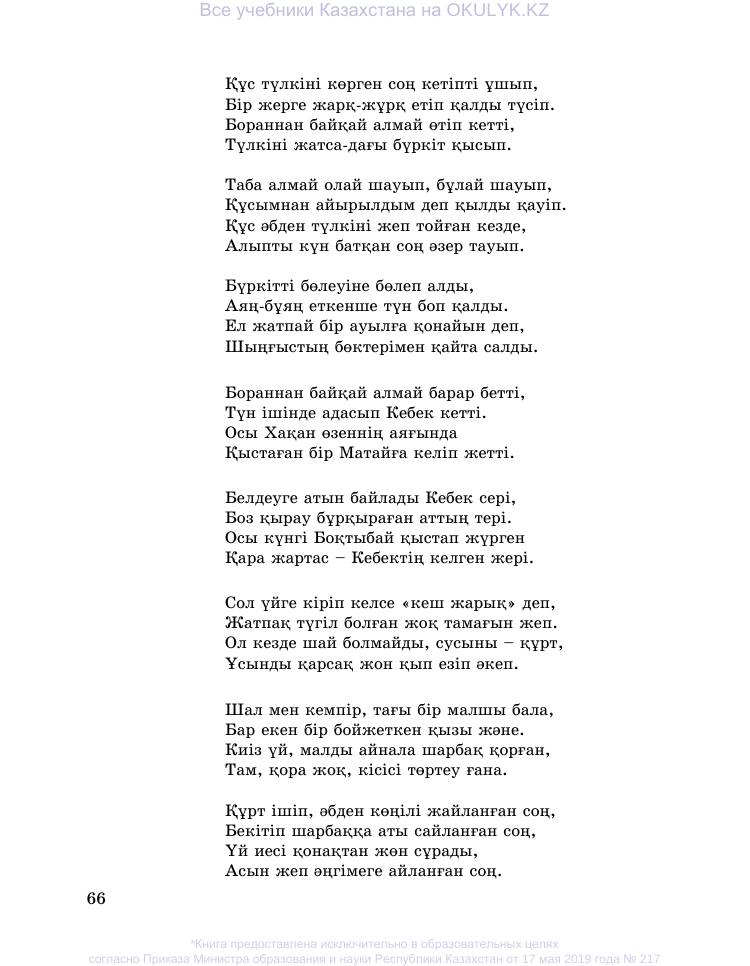 Все учебники Казахстана на OKULYK.KZ
Құс түлкіні көрген соң кетіпті ұшып,
Бір жерге жарқ-жұрқ етіп қалды түсіп.
Бораннан байқай алмай өтіп кетті,
Түлкіні жатса-дағы бүркіт қысып.
Таба алмай олай шауып, бұлай шауып,
Құсымнан айырылдым деп қылды қауіп.
Құс әбден түлкіні жеп тойған кезде,
Алыпты күн батқан соң әзер тауып.
Бүркітті бөлеуіне бөлеп алды,
Аяң-бұяң еткенше түн боп қалды.
Ел жатпай бір ауылға қонайын деп,
Шыңғыстың бөктерімен қайта салды.
Бораннан байқай алмай барар бетті,
Түн ішінде адасып Кебек кетті.
Осы Хақан өзеннің аяғында
Қыстаған бір Матайға келіп жетті.
Белдеуге атын байлады Кебек сері,
Боз қырау бұрқыраған аттың тері.
Осы күнгі Боқтыбай қыстап жүрген
Қара жартас – Кебектің келген жері.
Сол үйге кіріп келсе «кеш жарық» деп,
Жатпақ түгіл болған жоқ тамағын жеп.
Ол кезде шай болмайды, сусыны – құрт,
Ұсынды қарсақ жон қып езіп әкеп.
Шал мен кемпір, тағы бір малшы бала,
Бар екен бір бойжеткен қызы және.
Киіз үй, малды айнала шарбақ қорған,
Там, қора жоқ, кісісі төртеу ғана.
Құрт ішіп, әбден көңілі жайланған соң,
Бекітіп шарбаққа аты сайланған соң,
Үй иесі қонақтан жөн сұрады,
Асын жеп әңгімеге айланған соң.
66
*Книга предоставлена исключительно в образовательных целях
согласно Приказа Министра образования и науки Республики Казахстан от 17 мая 2019 года № 217